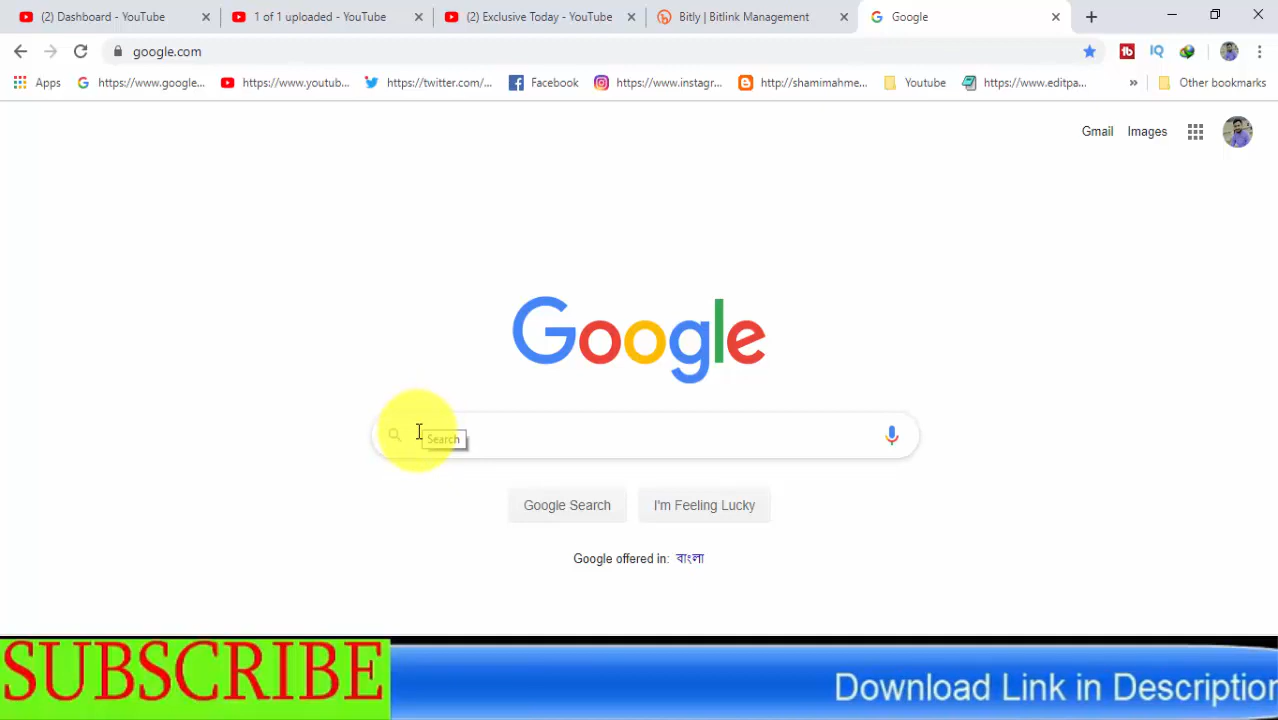 (2) Dashboard - YouTube
1 of 1 uploaded - YouTube
(2) Exclusive Today - YouTube
Bitly | Bitlink Management
Google
google.com
Apps
https://www.google...
https://www.youtub...
https://twitter.com/...
Facebook
https://www.instagr...
http://shamimahme...
Youtube
https://www.editpa...
»
Other bookmarks
Gmail
Images
Google
Search
Google Search
I'm Feeling Lucky
Google offered in: বাংলা
SUBSCRIBE
Download Link in Description